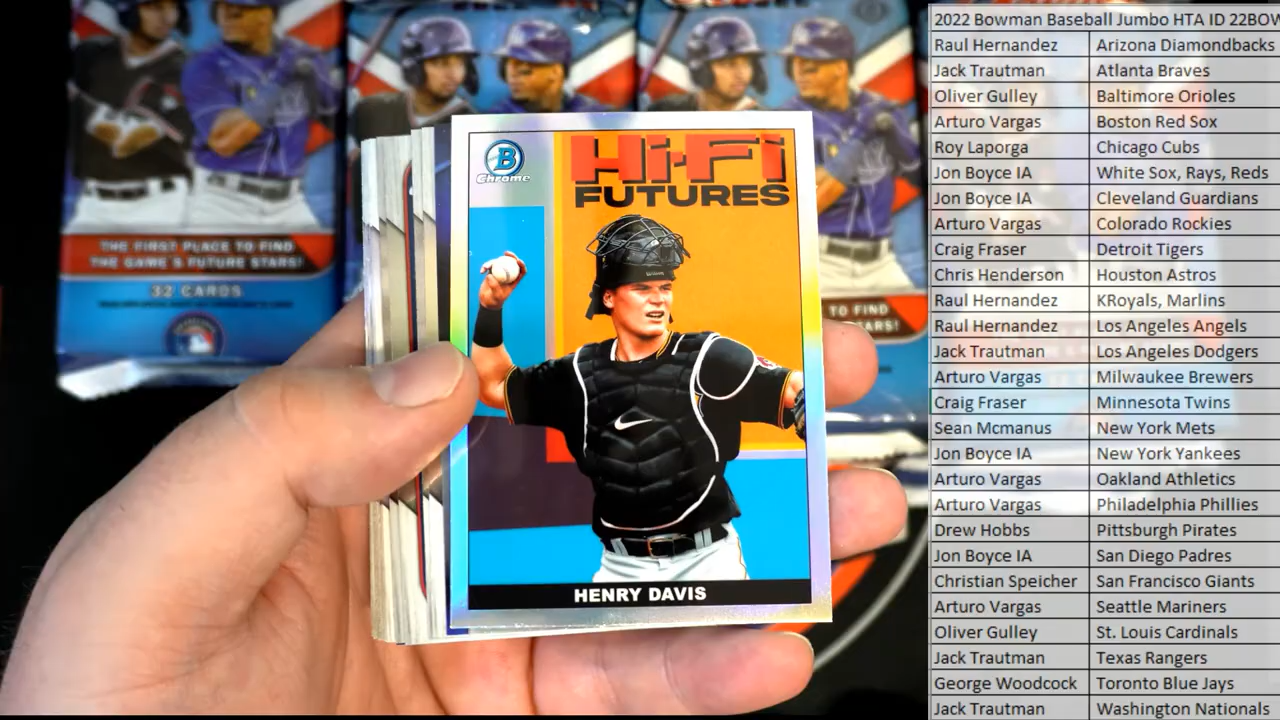 THE FIRST PLACE TO FIND
THE GAME'S FUTURE STARS!
32 CARDS
TO FIND
ARS!
B
Chrome
Hi-Fi
FUTURES
HENRY DAVIS
2022 Bowman Baseball Jumbo HTA ID 22BOW
Raul Hernandez Arizona Diamondbacks
Jack Trautman Atlanta Braves
Oliver Gulley Baltimore Orioles
Arturo Vargas Boston Red Sox
Roy Laporga Chicago Cubs
Jon Boyce IA White Sox, Rays, Reds
Jon Boyce IA Cleveland Guardians
Arturo Vargas Colorado Rockies
Craig Fraser Detroit Tigers
Chris Henderson Houston Astros
Raul Hernandez KRoyals, Marlins
Raul Hernandez Los Angeles Angels
Jack Trautman Los Angeles Dodgers
Arturo Vargas Milwaukee Brewers
Craig Fraser Minnesota Twins
Sean Mcmanus New York Mets
Jon Boyce IA New York Yankees
Arturo Vargas Oakland Athletics
Arturo Vargas Philadelphia Phillies
Drew Hobbs Pittsburgh Pirates
Jon Boyce IA San Diego Padres
Christian Speicher San Francisco Giants
Arturo Vargas Seattle Mariners
Oliver Gulley St. Louis Cardinals
Jack Trautman Texas Rangers
George Woodcock Toronto Blue Jays
Jack Trautman Washington Nationals